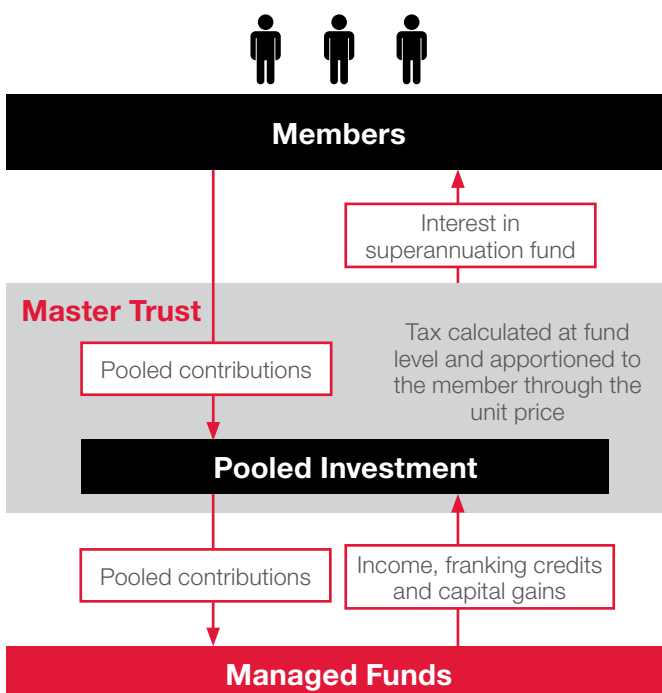 Members
Interest in
superannuation fund
Master Trust
Tax calculated at fund
level and apportioned to
the member through the
unit price
Pooled contributions
Pooled Investment
Pooled contributions
Income, franking credits
and capital gains
Managed Funds